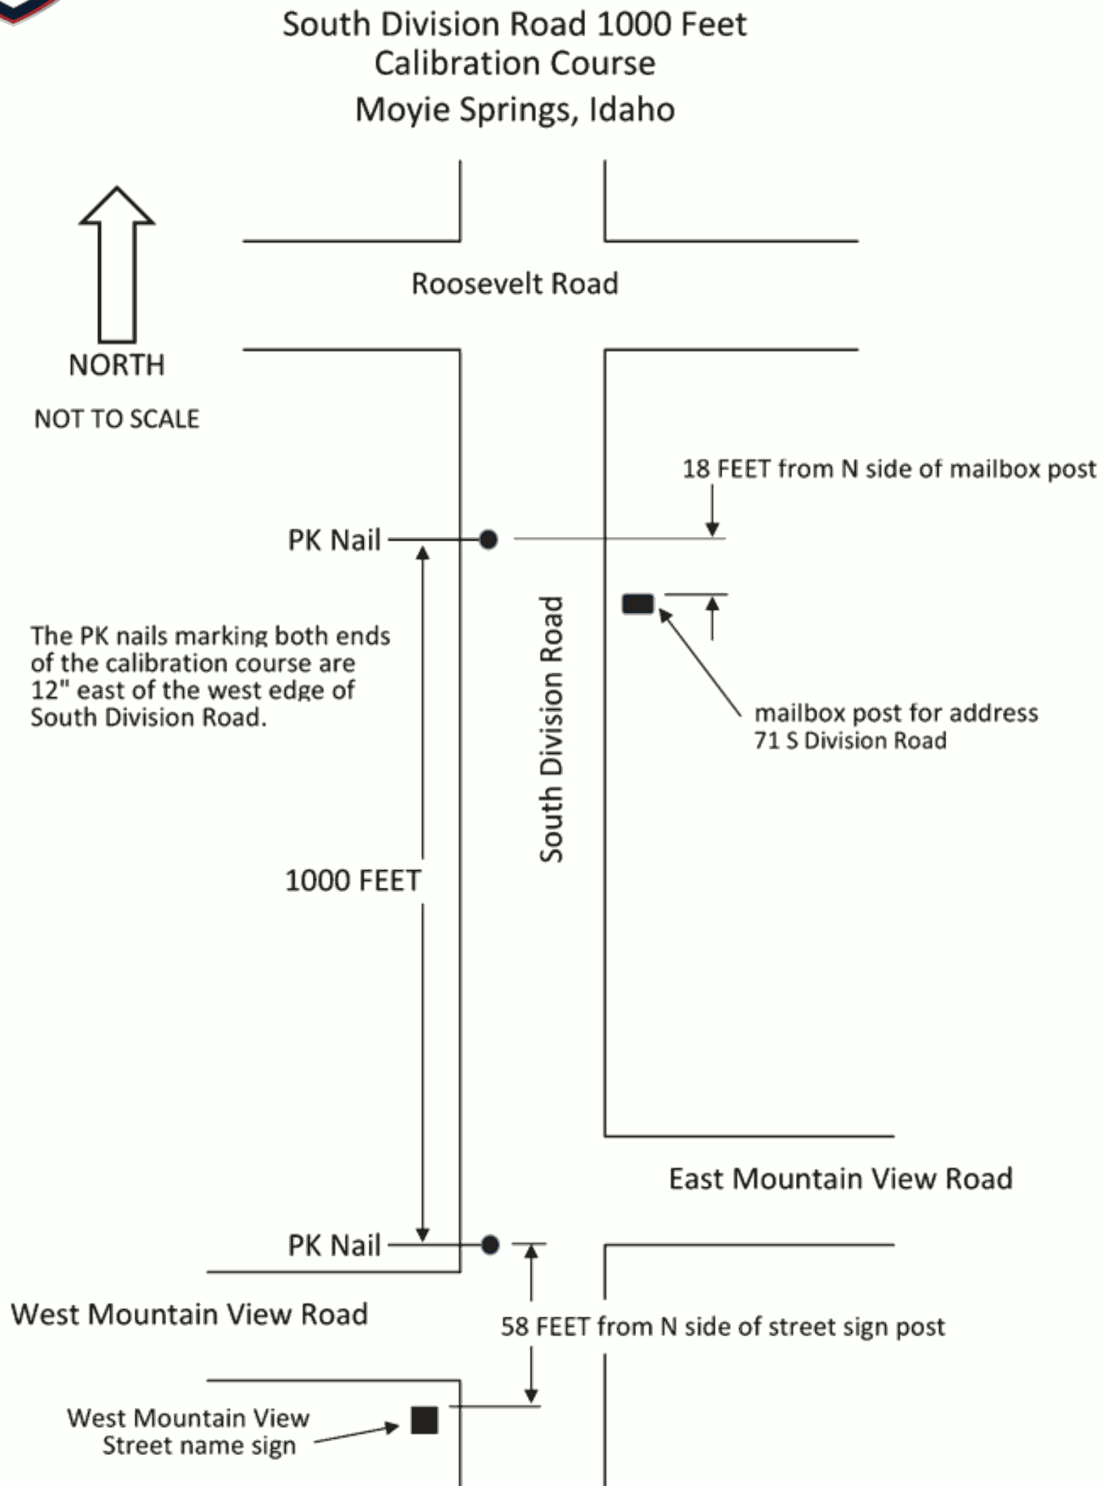 South Division Road 1000 Feet
Calibration Course
Moyie Springs, Idaho
Roosevelt Road
NORTH
NOT TO SCALE
18 FEET from N side of mailbox post
PK Nail
The PK nails marking both ends
of the calibration course are
12" east of the west edge of
South Division Road.
South Division Road
mailbox post for address
71 S Division Road
1000 FEET
East Mountain View Road
PK Nail
West Mountain View Road
58 FEET from N side of street sign post
West Mountain View
Street name sign